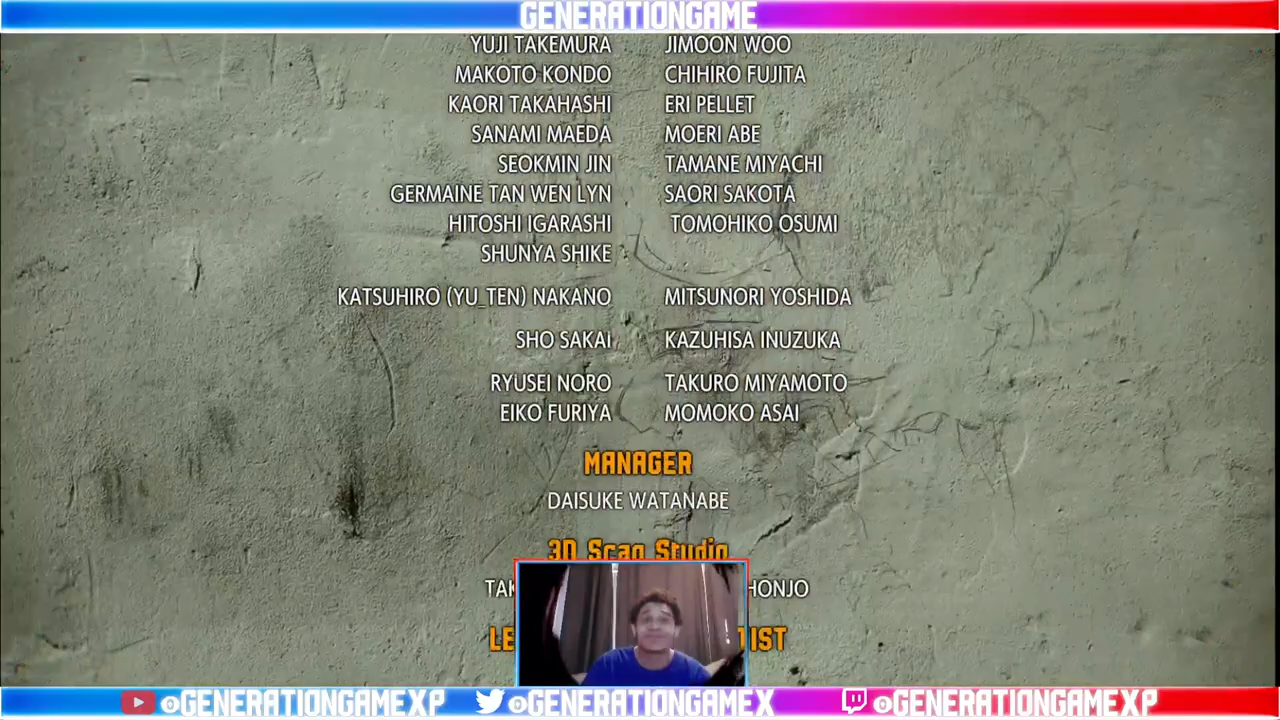 GENERATIONGAME
YUJI TAKEMURA JIMOON WOO
MAKOTO KONDO CHIHIRO FUJITA
KAORI TAKAHASHI ERI PELLET
SANAMI MAEDA MOERI ABE
SEOKMIN JIN TAMANE MIYACHI
GERMAINE TAN WEN LYN SAORI SAKOTA
HITOSHI IGARASHI TOMOHIKO OSUMI
SHUNYA SHIKE
KATSUHIRO (YU_TEN) NAKANO MITSUNORI YOSHIDA
SHO SAKAI KAZUHISA INUZUKA
RYUSEI NORO TAKURO MIYAMOTO
EIKO FURIYA MOMOKO ASAI
MANAGER
DAISUKE WATANABE
3D Scan Studio
HONJO
@GENERATIONGAMEXP @GENERATIONGAMEX @GENERATIONGAMEXP